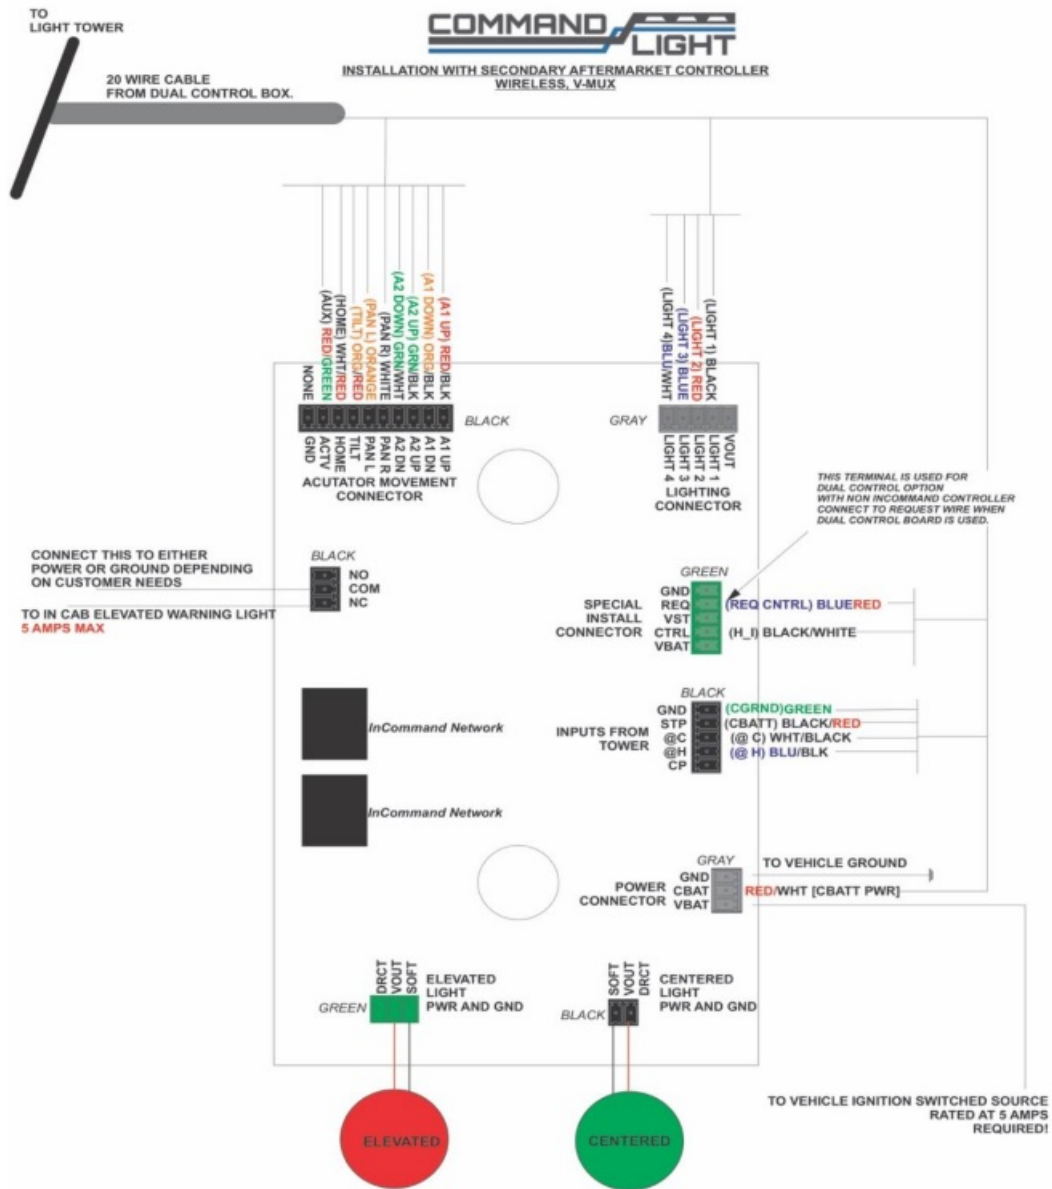 TO
LIGHT TOWER
COMMAND
LIGHT
INSTALLATION WITH SECONDARY AFTERMARKET CONTROLLER
WIRELESS, V-MUX
20 WIRE CABLE
FROM DUAL CONTROL BOX.
NONE
(AUX) RED/GREEN
(HOME) WHT/RED
(TILT) ORG/RED
(PAN L) ORANGE
(PAN R) WHITE
(A2 DOWN) GRN/WHT
(A2 UP) GRN/BLK
(A1 DOWN) ORG/BLK
(A1 UP) RED/BLK
BLACK
GND
ACTV
HOME
TILT
PAN L
PAN R
A2 DN
A2 UP
A1 DN
A1 UP
ACUTATOR MOVEMENT
CONNECTOR
(LIGHT 4)BLU/WHT
(LIGHT 3) BLUE
(LIGHT 2) RED
(LIGHT 1) BLACK
GRAY
LIGHT 4
LIGHT 3
LIGHT 2
LIGHT 1
VOUT
LIGHTING
CONNECTOR
THIS TERMINAL IS USED FOR
DUAL CONTROL OPTION
WITH NON INCOMMAND CONTROLLER
CONNECT TO REQUEST WIRE WHEN
DUAL CONTROL BOARD IS USED.
CONNECT THIS TO EITHER
POWER OR GROUND DEPENDING
ON CUSTOMER NEEDS
TO IN CAB ELEVATED WARNING LIGHT
5 AMPS MAX
BLACK
NO
COM
NC
GREEN
SPECIAL
INSTALL
CONNECTOR
GND
REQ (REQ CNTRL) BLUERED
VST
CTRL (H_I) BLACK/WHITE
VBAT
BLACK
INPUTS FROM
TOWER
GND (CGRND)GREEN
STP (CBATT) BLACK/RED
@C (@ C) WHT/BLACK
@H (@ H) BLU/BLK
CP
InCommand Network
InCommand Network
GRAY
POWER
CONNECTOR
GND TO VEHICLE GROUND
CBAT RED/WHT [CBATT PWR]
VBAT
DRCT
VOUT
SOFT
GREEN
ELEVATED
LIGHT
PWR AND GND
SOFT
VOUT
DRCT
BLACK
CENTERED
LIGHT
PWR AND GND
TO VEHICLE IGNITION SWITCHED SOURCE
RATED AT 5 AMPS
REQUIRED!
ELEVATED
CENTERED